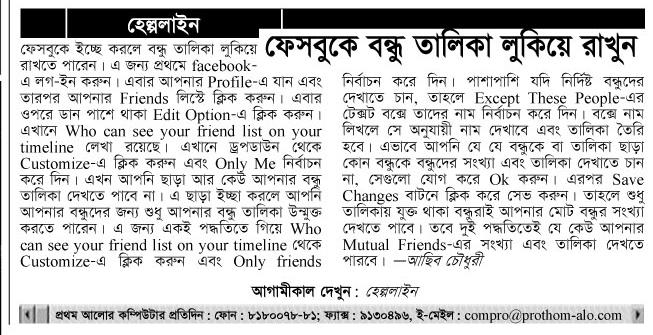 হেল্পলাইন
ফেসবুকে বন্ধু তালিকা লুকিয়ে রাখুন
ফেসবুকে ইচ্ছে করলে বন্ধু তালিকা লুকিয়ে
রাখতে পারেন। এ জন্য প্রথমে facebook-
এ লগ-ইন করুন। এবার আপনার Profile-এ যান এবং
তারপর আপনার Friends লিস্টে ক্লিক করুন। এবার
ওপরে ডান পাশে থাকা Edit Option-এ ক্লিক করুন।
এখানে Who can see your friend list on your
timeline লেখা রয়েছে। এখানে ড্রপডাউন থেকে
Customize-এ ক্লিক করুন এবং Only Me নির্বাচন
করে দিন। এখন আপনি ছাড়া আর কেউ আপনার বন্ধু
তালিকা দেখতে পাবে না। এ ছাড়া ইচ্ছা করলে আপনি
আপনার বন্ধুদের জন্য শুধু আপনার বন্ধু তালিকা উন্মুক্ত
করতে পারেন। এ জন্য একই পদ্ধতিতে গিয়ে Who
can see your friend list on your timeline থেকে
Customize-এ ক্লিক করুন এবং Only friends
নির্বাচন করে দিন। পাশাপাশি যদি নির্দিষ্ট বন্ধুদের
দেখাতে চান, তাহলে Except These People-এর
টেক্সট বক্সে তাদের নাম নির্বাচন করে দিন। বক্সে নাম
লিখলে সে অনুযায়ী নাম দেখাবে এবং তালিকা তৈরি
হবে। এভাবে আপনি যে যে বন্ধুকে বা তালিকা ছাড়া
কোন বন্ধুকে বন্ধুদের সংখ্যা এবং তালিকা দেখাতে চান
না, সেগুলো যোগ করে Ok করুন। এরপর Save
Changes বাটনে ক্লিক করে সেভ করুন। তাহলে শুধু
তালিকায় যুক্ত থাকা বন্ধুরাই আপনার মোট বন্ধুর সংখ্যা
দেখতে পাবে। তবে দুই পদ্ধতিতেই যে কেউ আপনার
Mutual Friends-এর সংখ্যা এবং তালিকা দেখতে
পারবে। —আছিব চৌধুরী
আগামীকাল দেখুন : হেল্পলাইন
প্রথম আলোর কম্পিউটার প্রতিদিন : ফোন : ৮১৮০০৭৮-৮১; ফ্যাক্স : ৯১৩০৪৯৬, ই-মেইল : compro@prothom-alo.com